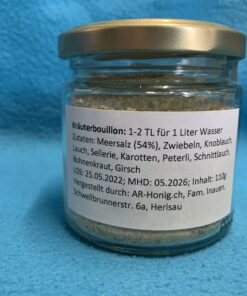 Kräuterbouillon: 1-2 TL für 1 Liter Wasser
Zutaten: Meersalz (54%), Zwiebeln, Knoblauch,
Lauch, Sellerie, Karotten, Peterli, Schnittlauch,
Bohnenkraut, Girsch
LOS: 25.05.2022; MHD: 05.2026; Inhalt: 110g
Hergestellt durch: AR-Honig.ch, Fam. Inauen,
Schwellbrunnerstr. 6a, Herisau